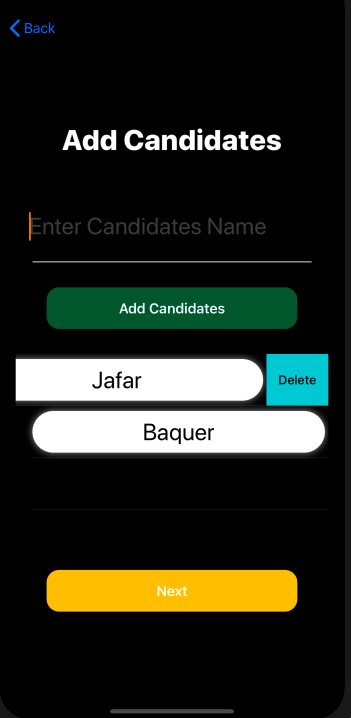 Back
Add Candidates
Enter Candidates Name
Add Candidates
Jafar Delete
Baquer
Next